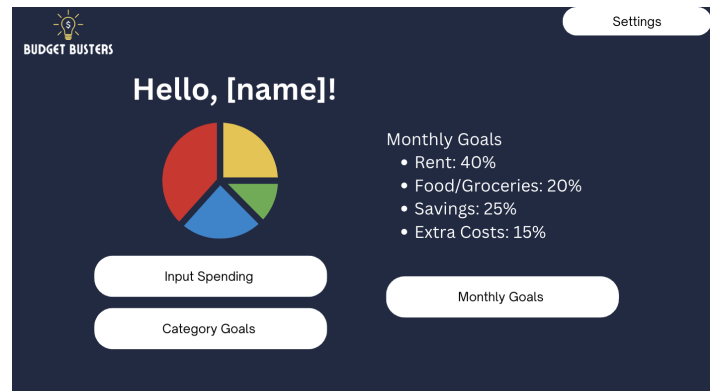 $
BUDGET BUSTERS
Settings
Hello, [name]!
Monthly Goals
• Rent: 40%
• Food/Groceries: 20%
• Savings: 25%
• Extra Costs: 15%
Input Spending
Monthly Goals
Category Goals